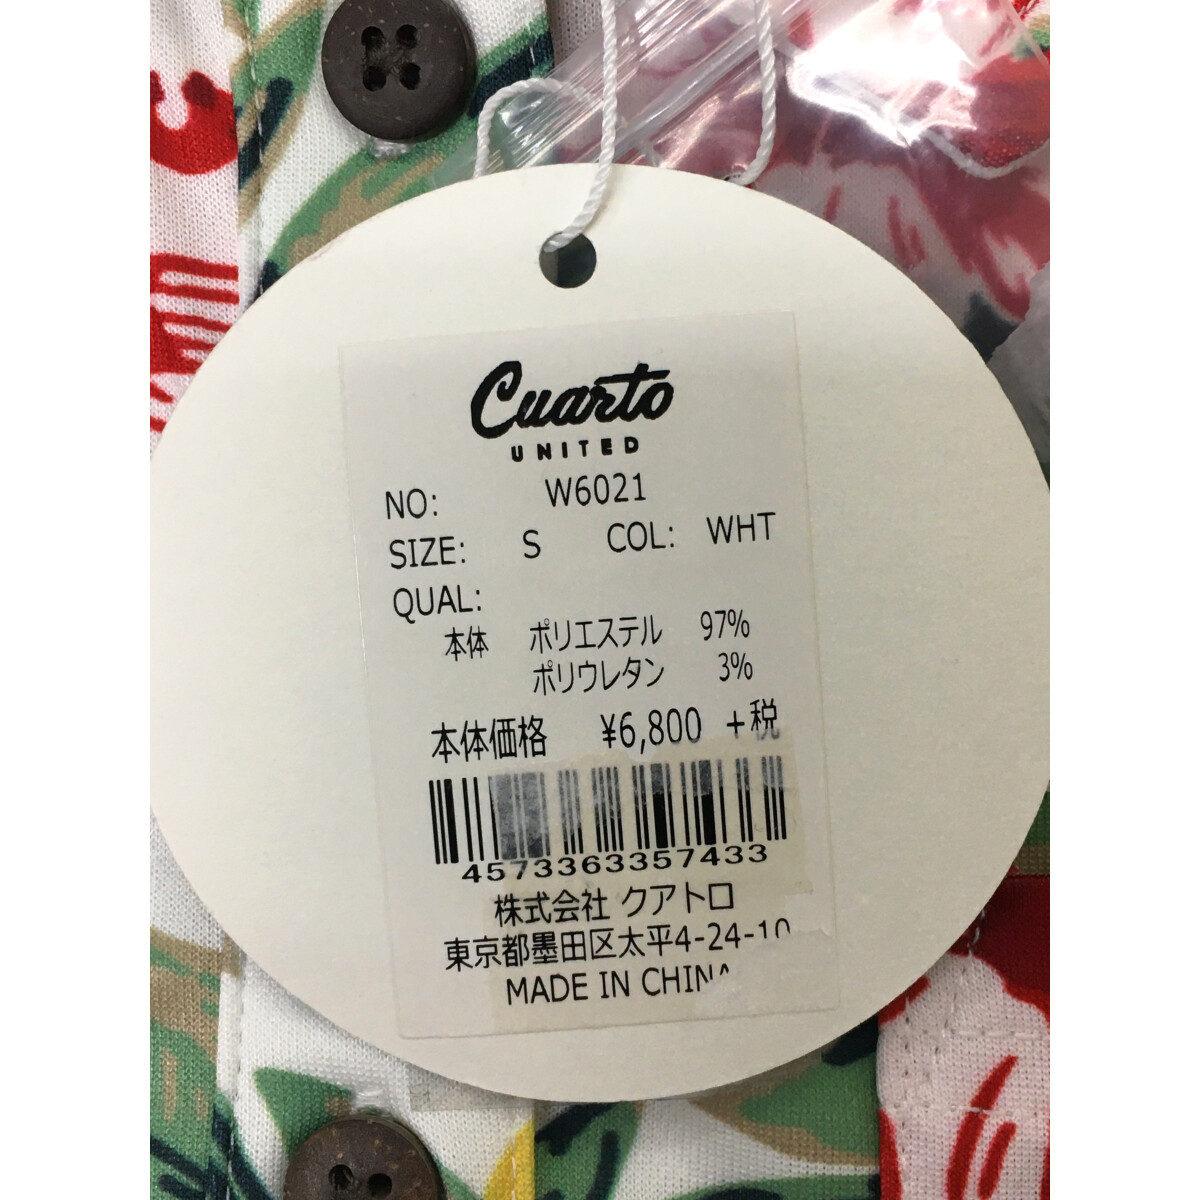 Cuarto
UNITED
NO: W6021
SIZE: S COL: WHT
QUAL:
本体 ポリエステル 97%
ポリウレタン 3%
本体価格 ¥6,800 +税
4573363357433
株式会社 クアトロ
東京都墨田区太平4-24-10
MADE IN CHINA